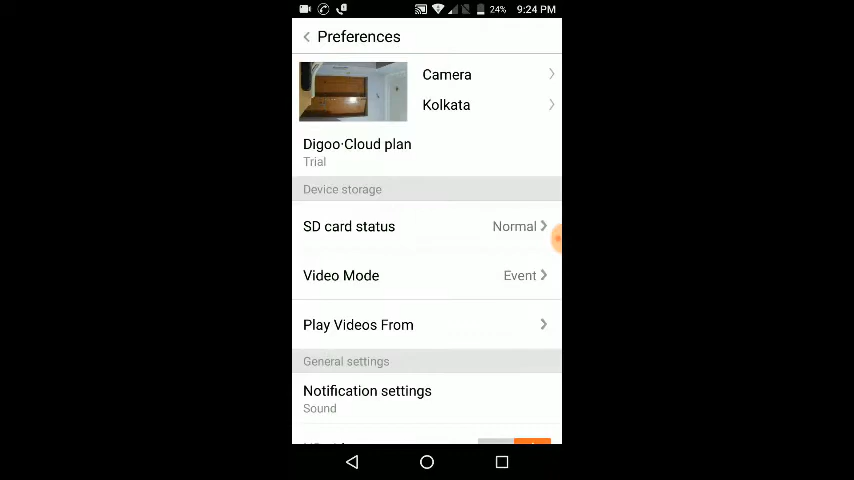 24% 9:24 PM
Preferences
Camera
Kolkata
Digoo·Cloud plan
Trial
Device storage
SD card status Normal
Video Mode Event
Play Videos From
General settings
Notification settings
Sound